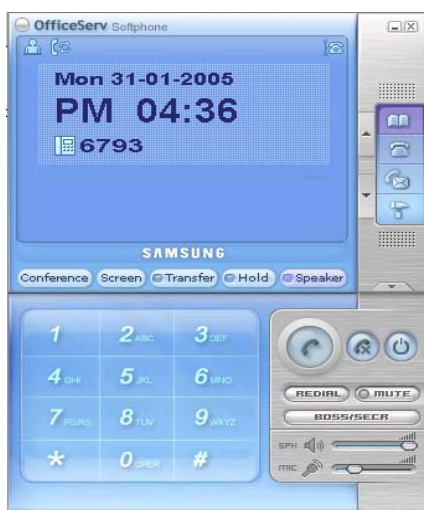 OfficeServ Softphone
Mon 31-01-2005
PM 04:36
6793
SAMSUNG
Conference Screen Transfer Hold Speaker
1 2 ABC 3 DEF
4 GHI 5 JKL 6 MNO
7 PQRS 8 TUV 9 WXYZ
* 0 OPER #
REDIAL MUTE
BOSS/SECR
SPK
MIC